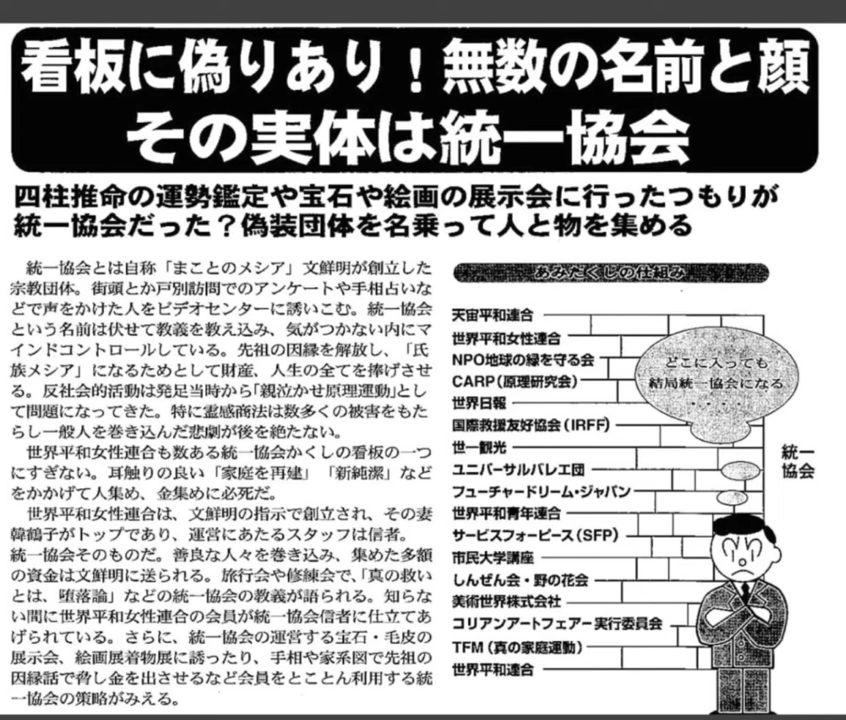 看板に偽りあり！無数の名前と顔
その実体は統一協会
四柱推命の運勢鑑定や宝石や絵画の展示会に行ったつもりが
統一協会だった？偽装団体を名乗って人と物を集める
統一協会とは自称「まことのメシア」文鮮明が創立した
宗教団体。街頭とか戸別訪問でのアンケートや手相占いな
どで声をかけた人をビデオセンターに誘いこむ。統一協会
という名前は伏せて教義を教え込み、気がつかない内にマ
インドコントロールしている。先祖の因縁を解放し、「氏
族メシア」になるためとして財産、人生の全てを捧げさせ
る。反社会的活動は発足当時から「親泣かせ原理運動」とし
て問題になってきた。特に霊感商法は数多くの被害をもた
らし一般人を巻き込んだ悲劇が後を絶たない。
世界平和女性連合も数ある統一協会かくしの看板の一つ
にすぎない。耳触りの良い「家庭を再建」「新純潔」など
をかかげて人集め、金集めに必死だ。
世界平和女性連合は、文鮮明の指示で創立され、その妻
韓鶴子がトップであり、運営にあたるスタッフは信者。
統一協会そのものだ。善良な人々を巻き込み、集めた多額
の資金は文鮮明に送られる。旅行会や修練会で、「真の救い
とは、堕落論」などの統一協会の教義が語られる。知らな
い間に世界平和女性連合の会員が統一協会信者に仕立てあ
げられている。さらに、統一協会の運営する宝石・毛皮の
展示会、絵画展着物展に誘ったり、手相や家系図で先祖の
因縁話で脅し金を出させるなど会員をとことん利用する統
一協会の策略がみえる。
あみだくじの仕組み
天宙平和連合
世界平和女性連合
NPO地球の緑を守る会
CARP（原理研究会）
世界日報
国際救援友好協会（IRFF）
世一観光
ユニバーサルバレエ団
フューチャードリーム・ジャパン
世界平和青年連合
サービスフォーピース（SFP）
市民大学講座
しんぜん会・野の花会
美術世界株式会社
コリアンアートフェアー実行委員会
TFM（真の家庭運動）
世界平和連合
どこに入っても
結局統一協会になる
・・・・・
統一
協会